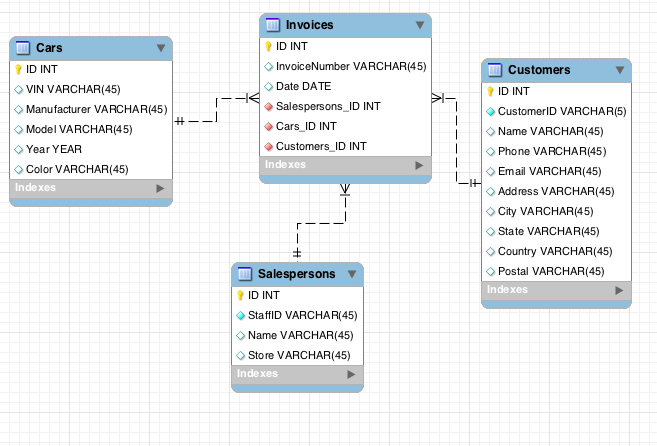 Cars
ID INT
VIN VARCHAR(45)
Manufacturer VARCHAR(45)
Model VARCHAR(45)
Year YEAR
Color VARCHAR(45)
Indexes
Invoices
ID INT
InvoiceNumber VARCHAR(45)
Date DATE
Salespersons_ID INT
Cars_ID INT
Customers_ID INT
Indexes
Customers
ID INT
CustomerID VARCHAR(5)
Name VARCHAR(45)
Phone VARCHAR(45)
Email VARCHAR(45)
Address VARCHAR(45)
City VARCHAR(45)
State VARCHAR(45)
Country VARCHAR(45)
Postal VARCHAR(45)
Indexes
Salespersons
ID INT
StaffID VARCHAR(45)
Name VARCHAR(45)
Store VARCHAR(45)
Indexes